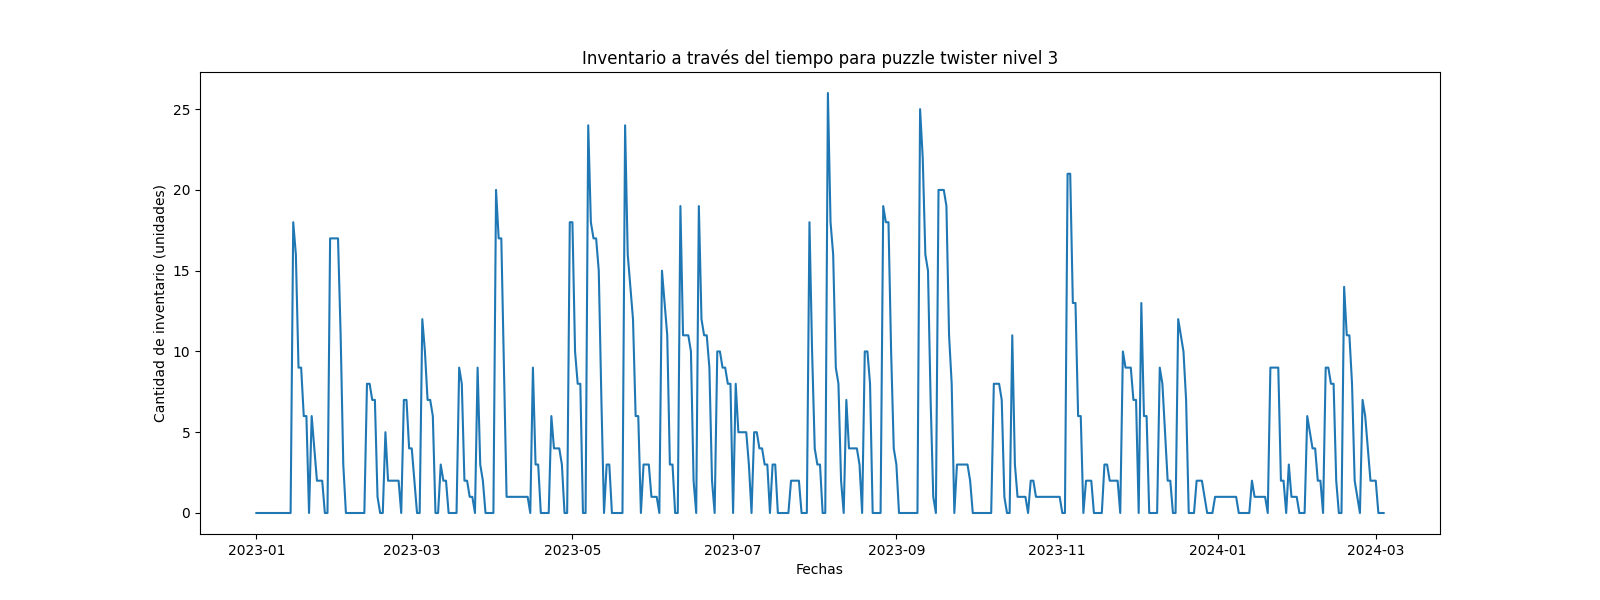 Inventario a través del tiempo para puzzle twister nivel 3
Cantidad de inventario (unidades)
25
20
15
10
5
0
2023-01 2023-03 2023-05 2023-07 2023-09 2023-11 2024-01 2024-03
Fechas